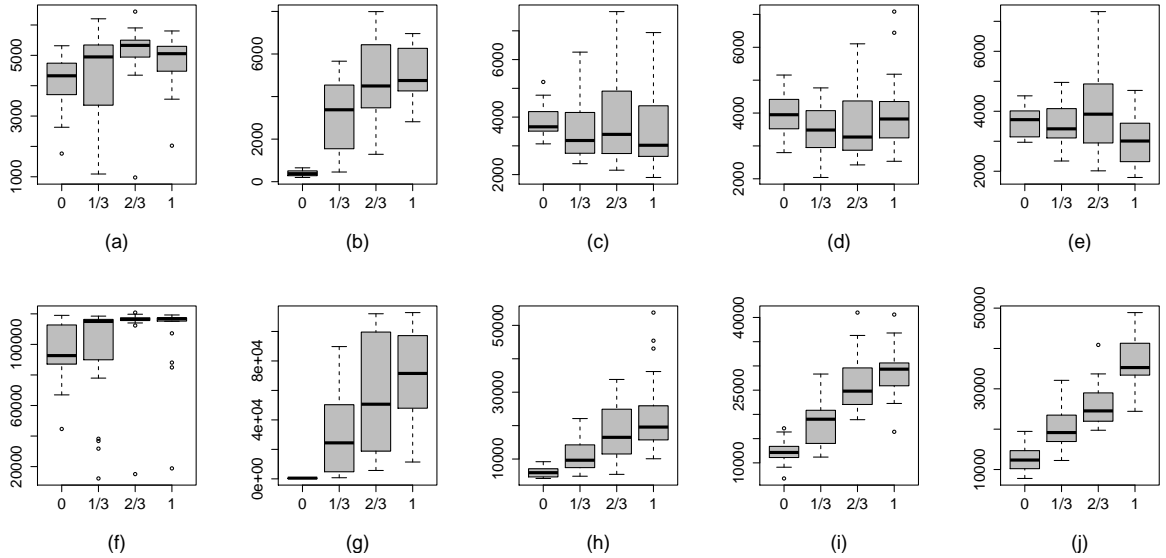 1000 3000 5000
0 1/3 2/3 1
(a)
0 2000 6000
0 1/3 2/3 1
(b)
2000 4000 6000
0 1/3 2/3 1
(c)
2000 4000 6000
0 1/3 2/3 1
(d)
2000 4000 6000
0 1/3 2/3 1
(e)
20000 60000 100000
0 1/3 2/3 1
(f)
0e+00 4e+04 8e+04
0 1/3 2/3 1
(g)
10000 30000 50000
0 1/3 2/3 1
(h)
10000 25000 40000
0 1/3 2/3 1
(i)
10000 30000 50000
0 1/3 2/3 1
(j)